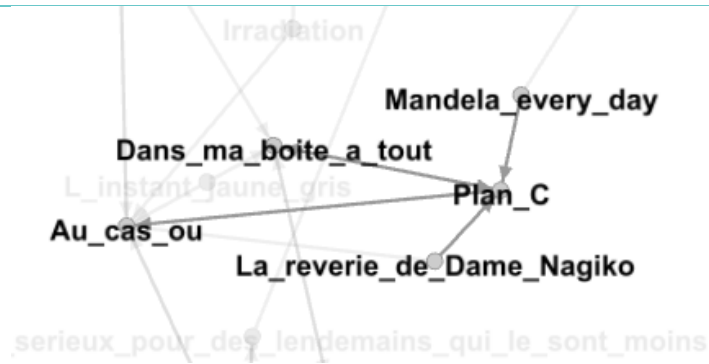 Irradiation
Mandela_every_day
Dans_ma_boite_a_tout
L_instant_jaune_gris
Plan_C
Au_cas_ou
La_reverie_de_Dame_Nagiko
serieux_pour_des_lendemains_qui_le_sont_moins